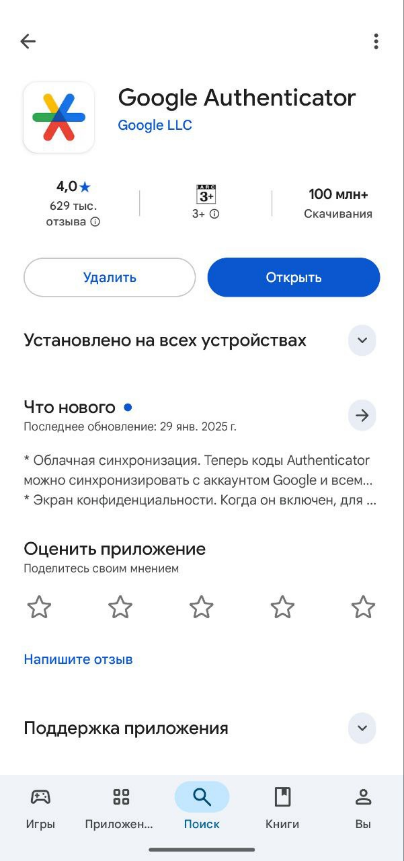 Google Authenticator
Google LLC
4,0★
629 тыс.
отзыва
3+
3+
100 млн+
Скачивания
Удалить
Открыть
Установлено на всех устройствах
Что нового
Последнее обновление: 29 янв. 2025 г.
* Облачная синхронизация. Теперь коды Authenticator
можно синхронизировать с аккаунтом Google и всем...
* Экран конфиденциальности. Когда он включен, для ...
Оценить приложение
Поделитесь своим мнением
Напишите отзыв
Поддержка приложения
Игры
Приложен...
Поиск
Книги
Вы